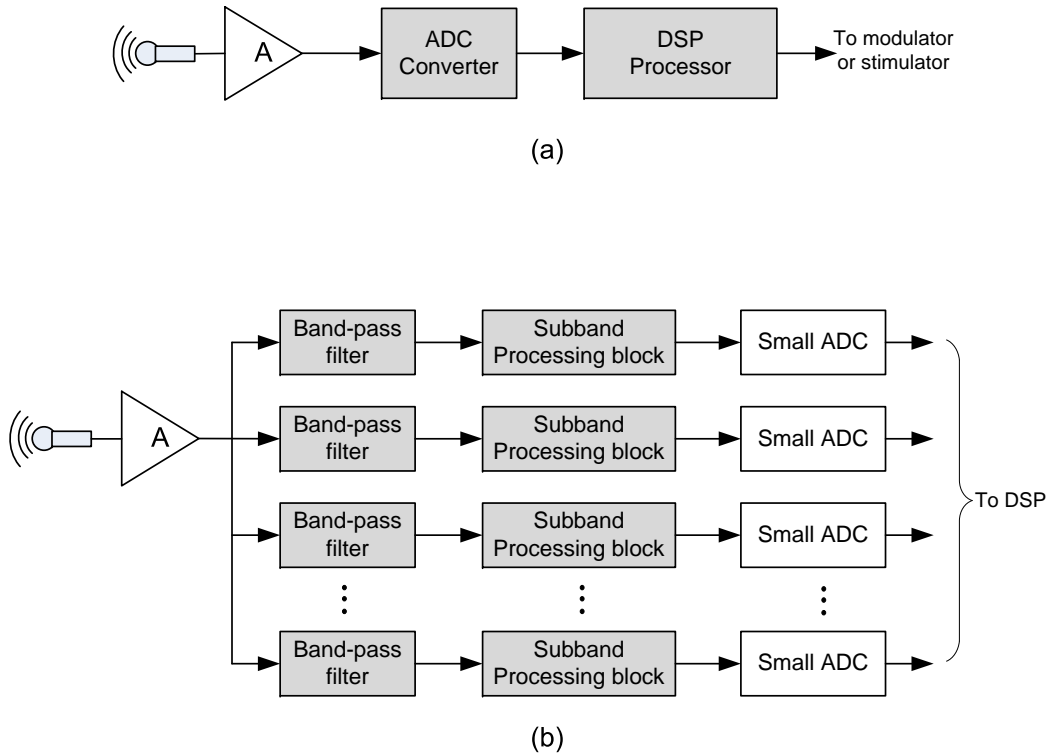 A
ADC
Converter
DSP
Processor
To modulator
or stimulator
(a)
Band-pass
filter
Subband
Processing block
Small ADC
A
Band-pass
filter
Subband
Processing block
Small ADC
To DSP
Band-pass
filter
Subband
Processing block
Small ADC
Band-pass
filter
Subband
Processing block
Small ADC
(b)